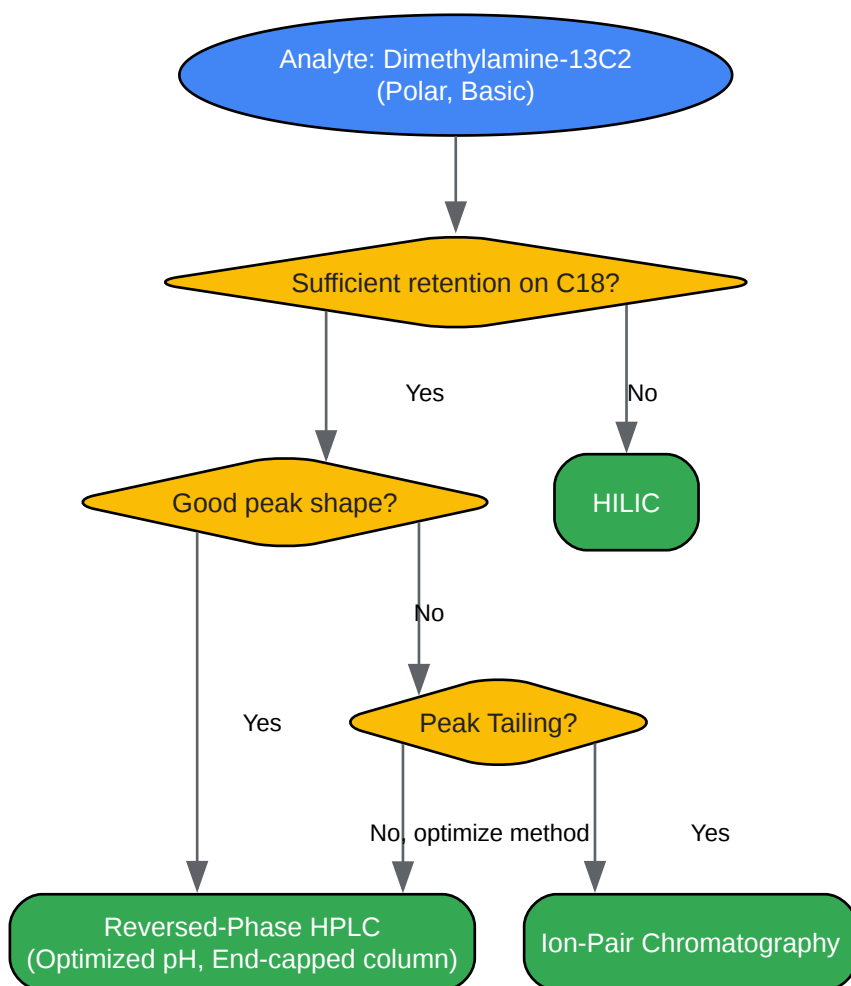 Analyte: Dimethylamine-13C2
(Polar, Basic)
Sufficient retention on C18?
Yes
No
Good peak shape?
HILIC
No
Yes
Peak Tailing?
No, optimize method
Yes
Reversed-Phase HPLC
(Optimized pH, End-capped column)
Ion-Pair Chromatography